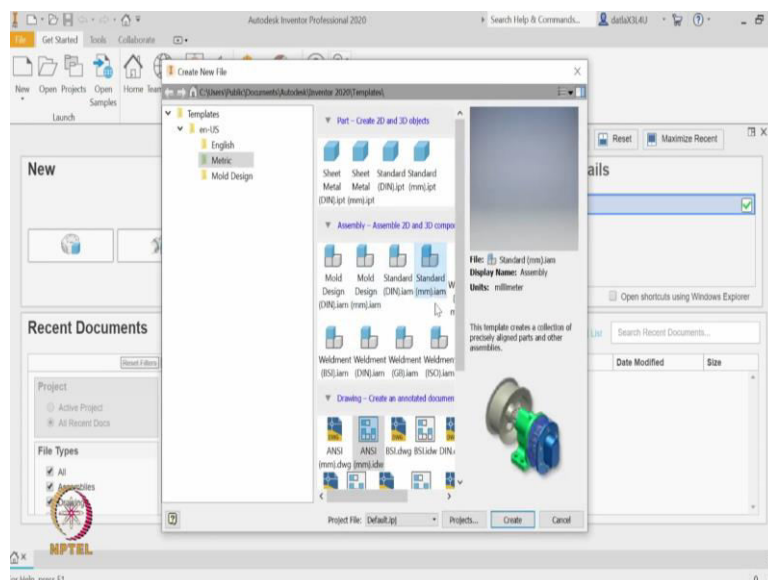 Autodesk Inventor Professional 2020
Search Help & Commands...
datlaX3L4U
File
Get Started
Tools
Collaborate
New
Open
Projects
Open Samples
Home
Team
Launch
Reset
Maximize Recent
New
ails
Open shortcuts using Windows Explorer
Recent Documents
Reset Filters
List
Search Recent Documents...
Date Modified
Size
Project
Active Project
All Recent Docs
File Types
All
Assemblies
NPTEL
Create New File
C:\Users\Public\Documents\Autodesk\Inventor 2020\Templates\
Templates
en-US
English
Metric
Mold Design
Part – Create 2D and 3D objects
Sheet Metal (DIN).ipt
Sheet Metal (mm).ipt
Standard (DIN).ipt
Standard (mm).ipt
Assembly – Assemble 2D and 3D compo
Mold Design (DIN).iam
Mold Design (mm).iam
Standard (DIN).iam
Standard (mm).iam
Weldment (BSI).iam
Weldment (DIN).iam
Weldment (GB).iam
Weldmen (ISO).iam
Drawing – Create an annotated documen
ANSI (mm).dwg
ANSI (mm).idw
BSI.dwg
BSI.idw
DIN.
File: Standard (mm).iam
Display Name: Assembly
Units: millimeter
This template creates a collection of
precisely aligned parts and other
assemblies.
Project File:
Default.ipj
Projects...
Create
Cancel